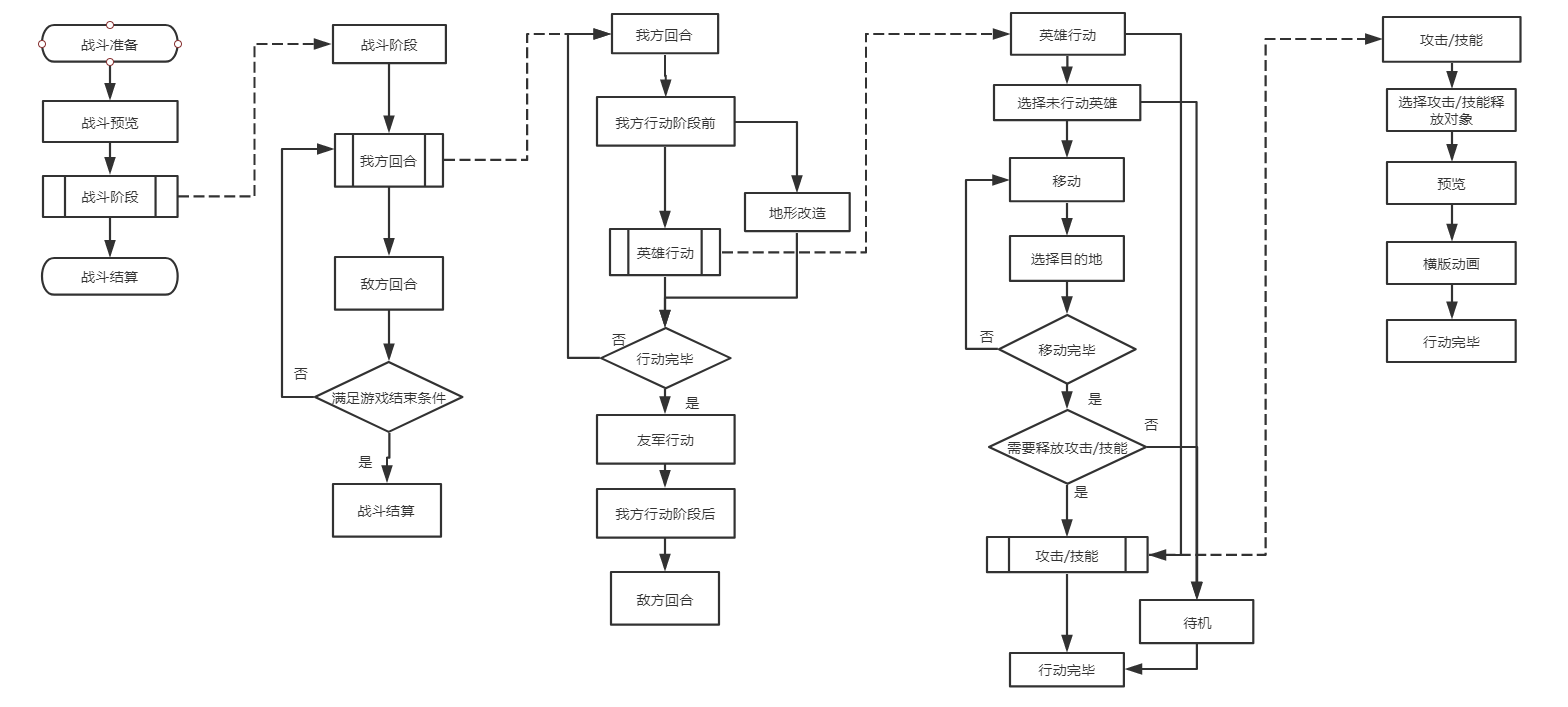 战斗准备
战斗预览
战斗阶段
战斗结算
战斗阶段
我方回合
敌方回合
否
满足游戏结束条件
是
战斗结算
我方回合
我方行动阶段前
地形改造
英雄行动
否
行动完毕
是
友军行动
我方行动阶段后
敌方回合
英雄行动
选择未行动英雄
移动
选择目的地
否
移动完毕
是
否
需要释放攻击/技能
是
攻击/技能
待机
行动完毕
攻击/技能
选择攻击/技能释
放对象
预览
横版动画
行动完毕